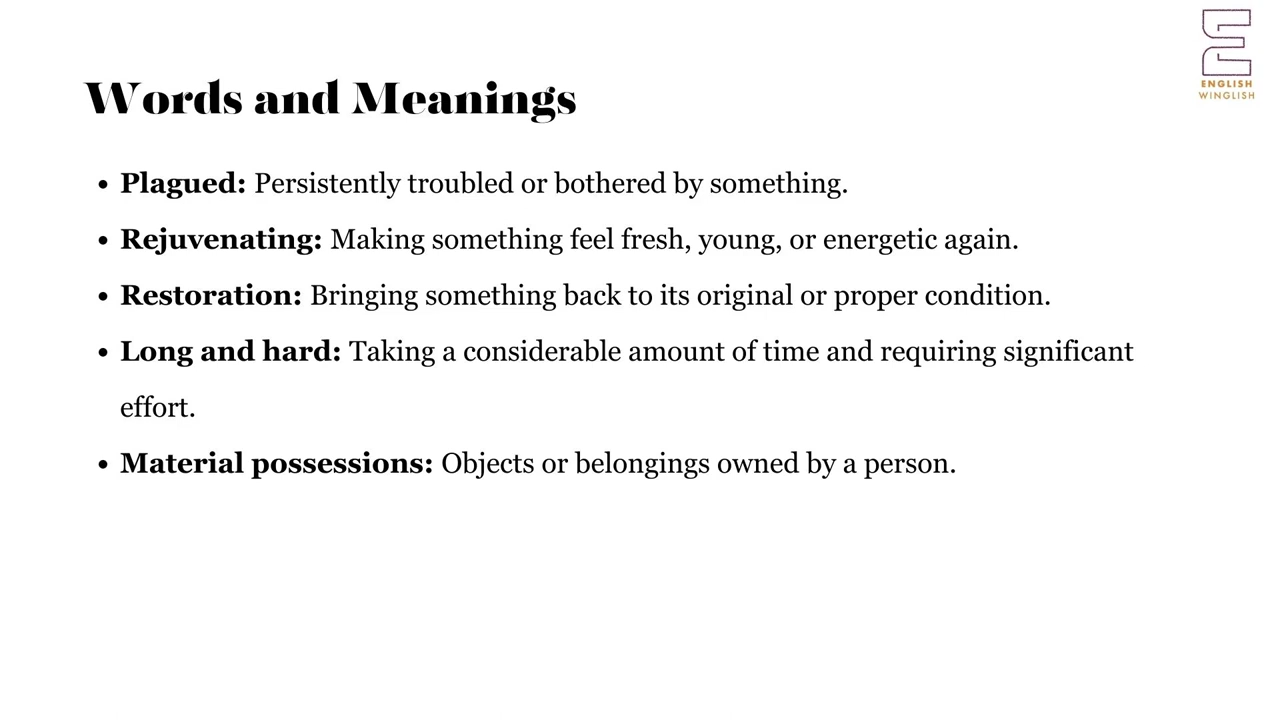 ENGLISH
WINGLISH
Words and Meanings
• Plagued: Persistently troubled or bothered by something.
• Rejuvenating: Making something feel fresh, young, or energetic again.
• Restoration: Bringing something back to its original or proper condition.
• Long and hard: Taking a considerable amount of time and requiring significant
effort.
• Material possessions: Objects or belongings owned by a person.